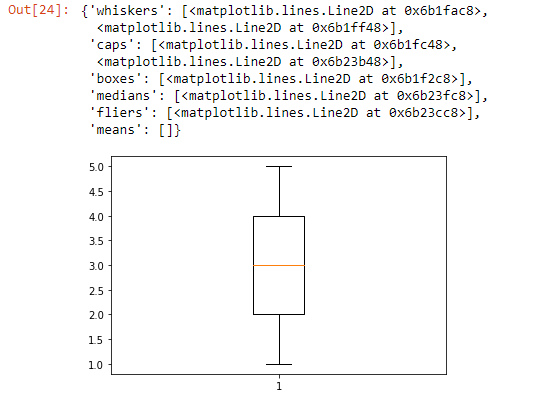 Out[24]: {'whiskers': [<matplotlib.lines.Line2D at 0x6b1fac8>,
<matplotlib.lines.Line2D at 0x6b1ff48>],
'caps': [<matplotlib.lines.Line2D at 0x6b1fc48>,
<matplotlib.lines.Line2D at 0x6b23b48>],
'boxes': [<matplotlib.lines.Line2D at 0x6b1f2c8>],
'medians': [<matplotlib.lines.Line2D at 0x6b23fc8>],
'fliers': [<matplotlib.lines.Line2D at 0x6b23cc8>],
'means': []}
5.0
4.5
4.0
3.5
3.0
2.5
2.0
1.5
1.0
1